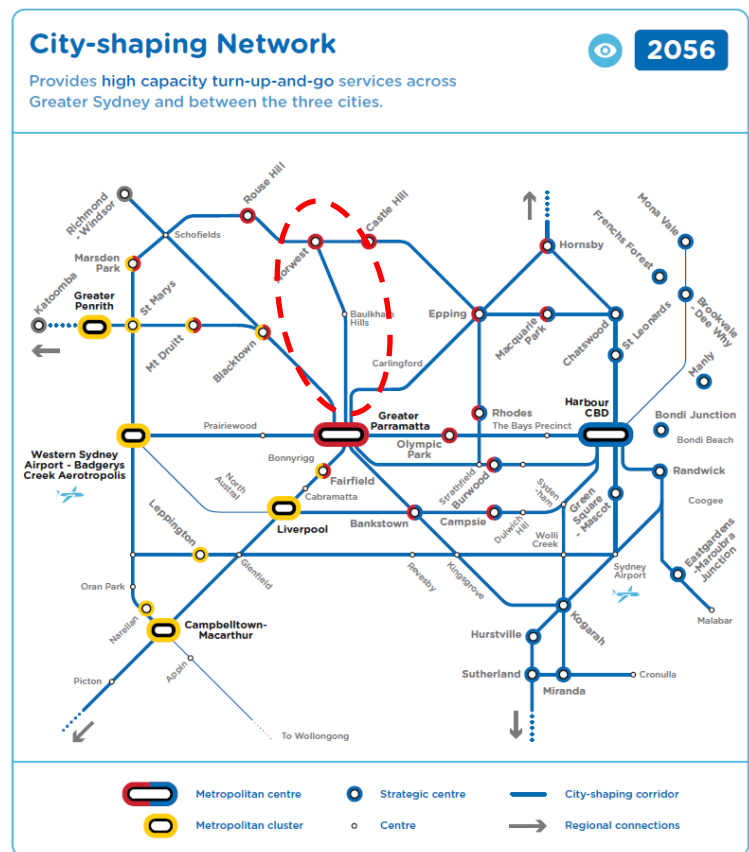 City-shaping Network
2056
Provides high capacity turn-up-and-go services across
Greater Sydney and between the three cities.
Richmond
- Windsor
Rouse Hill
Schofields
Norwest
Castle Hill
Hornsby
Mona Vale
Frenchs Forest
Marsden
Park
Katoomba
Greater
Penrith
St Marys
Mt Druitt
Blacktown
Baulkham
Hills
Carlingford
Epping
Macquarie
Park
Chatswood
St Leonards
Brookvale
- Dee Why
Manly
Greater
Parramatta
Rhodes
Harbour
CBD
Prairiewood
Olympic
Park
The Bays Precinct
Bondi Junction
Bondi Beach
Western Sydney
Airport - Badgerys
Creek Aerotropolis
Bonnyrigg
North
Austral
Fairfield
Cabramatta
Strathfield
Burwood
Syden
-ham
Randwick
Coogee
Leppington
Liverpool
Bankstown
Campsie
Dulwich
Hill
Wolli
Creek
Green
Square
- Mascot
Eastgardens
-Maroubra
Junction
Glenfield
Revesby
Kingsgrove
Sydney
Airport
Oran Park
Narellan
Campbelltown-
Macarthur
Kogarah
Malabar
Hurstville
Picton
Appin
Sutherland
Miranda
Cronulla
To Wollongong
Metropolitan centre
Strategic centre
City-shaping corridor
Metropolitan cluster
Centre
Regional connections